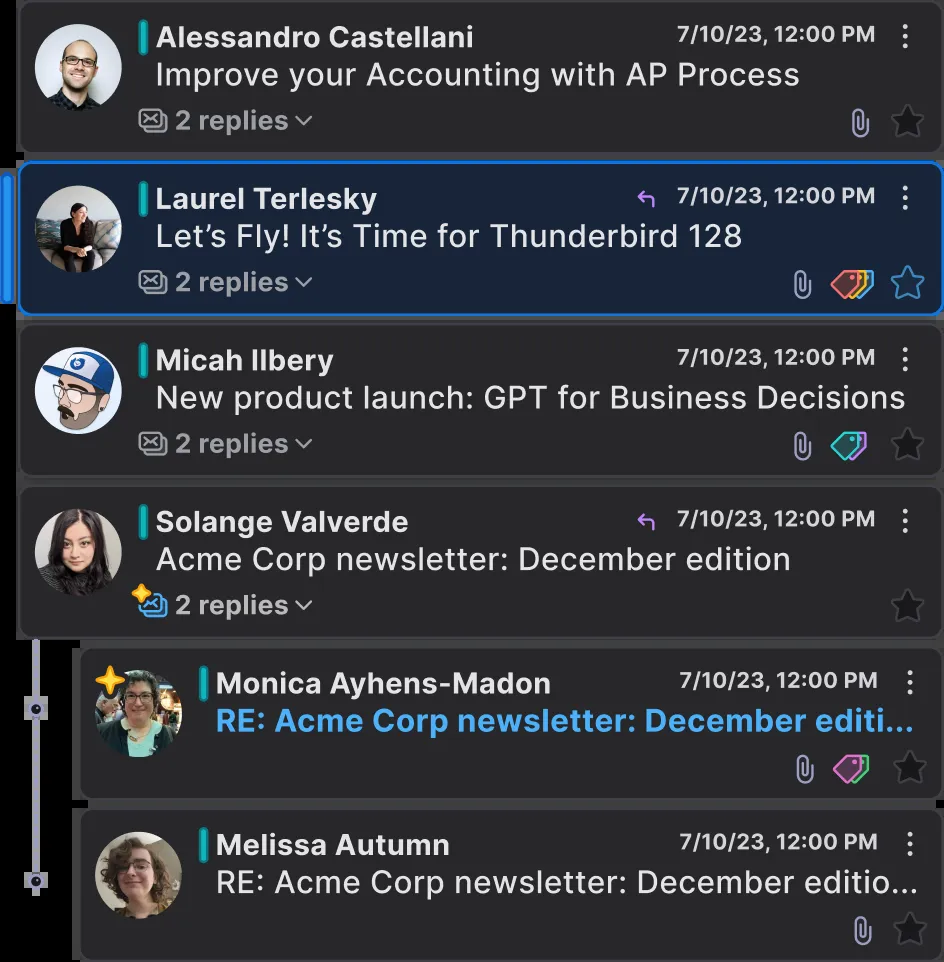 Alessandro Castellani 7/10/23, 12:00 PM
Improve your Accounting with AP Process
2 replies
Laurel Terlesky 7/10/23, 12:00 PM
Let’s Fly! It’s Time for Thunderbird 128
2 replies
Micah Ilbery 7/10/23, 12:00 PM
New product launch: GPT for Business Decisions
2 replies
Solange Valverde 7/10/23, 12:00 PM
Acme Corp newsletter: December edition
2 replies
Monica Ayhens-Madon 7/10/23, 12:00 PM
RE: Acme Corp newsletter: December editi...
Melissa Autumn 7/10/23, 12:00 PM
RE: Acme Corp newsletter: December editio...